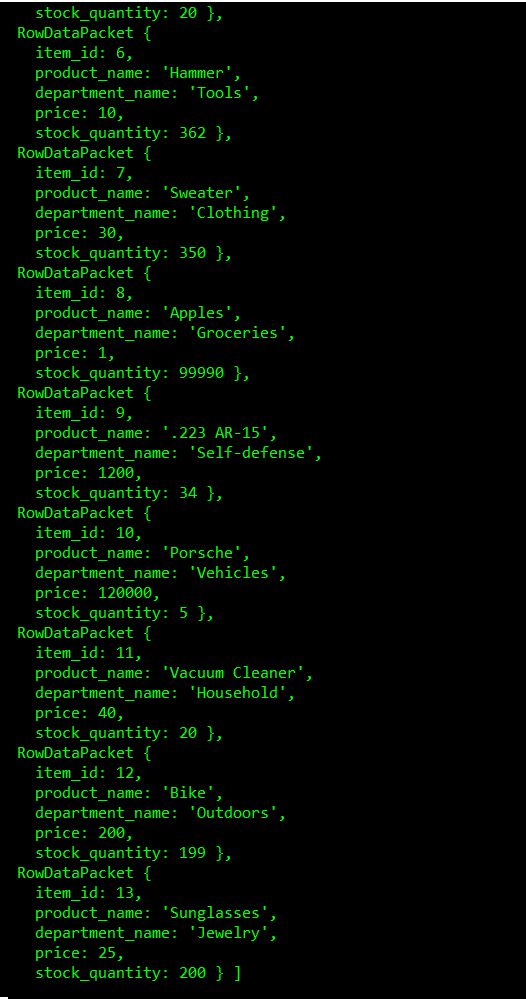 stock_quantity: 20 },
RowDataPacket {
item_id: 6,
product_name: 'Hammer',
department_name: 'Tools',
price: 10,
stock_quantity: 362 },
RowDataPacket {
item_id: 7,
product_name: 'Sweater',
department_name: 'Clothing',
price: 30,
stock_quantity: 350 },
RowDataPacket {
item_id: 8,
product_name: 'Apples',
department_name: 'Groceries',
price: 1,
stock_quantity: 99990 },
RowDataPacket {
item_id: 9,
product_name: '.223 AR-15',
department_name: 'Self-defense',
price: 1200,
stock_quantity: 34 },
RowDataPacket {
item_id: 10,
product_name: 'Porsche',
department_name: 'Vehicles',
price: 120000,
stock_quantity: 5 },
RowDataPacket {
item_id: 11,
product_name: 'Vacuum Cleaner',
department_name: 'Household',
price: 40,
stock_quantity: 20 },
RowDataPacket {
item_id: 12,
product_name: 'Bike',
department_name: 'Outdoors',
price: 200,
stock_quantity: 199 },
RowDataPacket {
item_id: 13,
product_name: 'Sunglasses',
department_name: 'Jewelry',
price: 25,
stock_quantity: 200 } ]